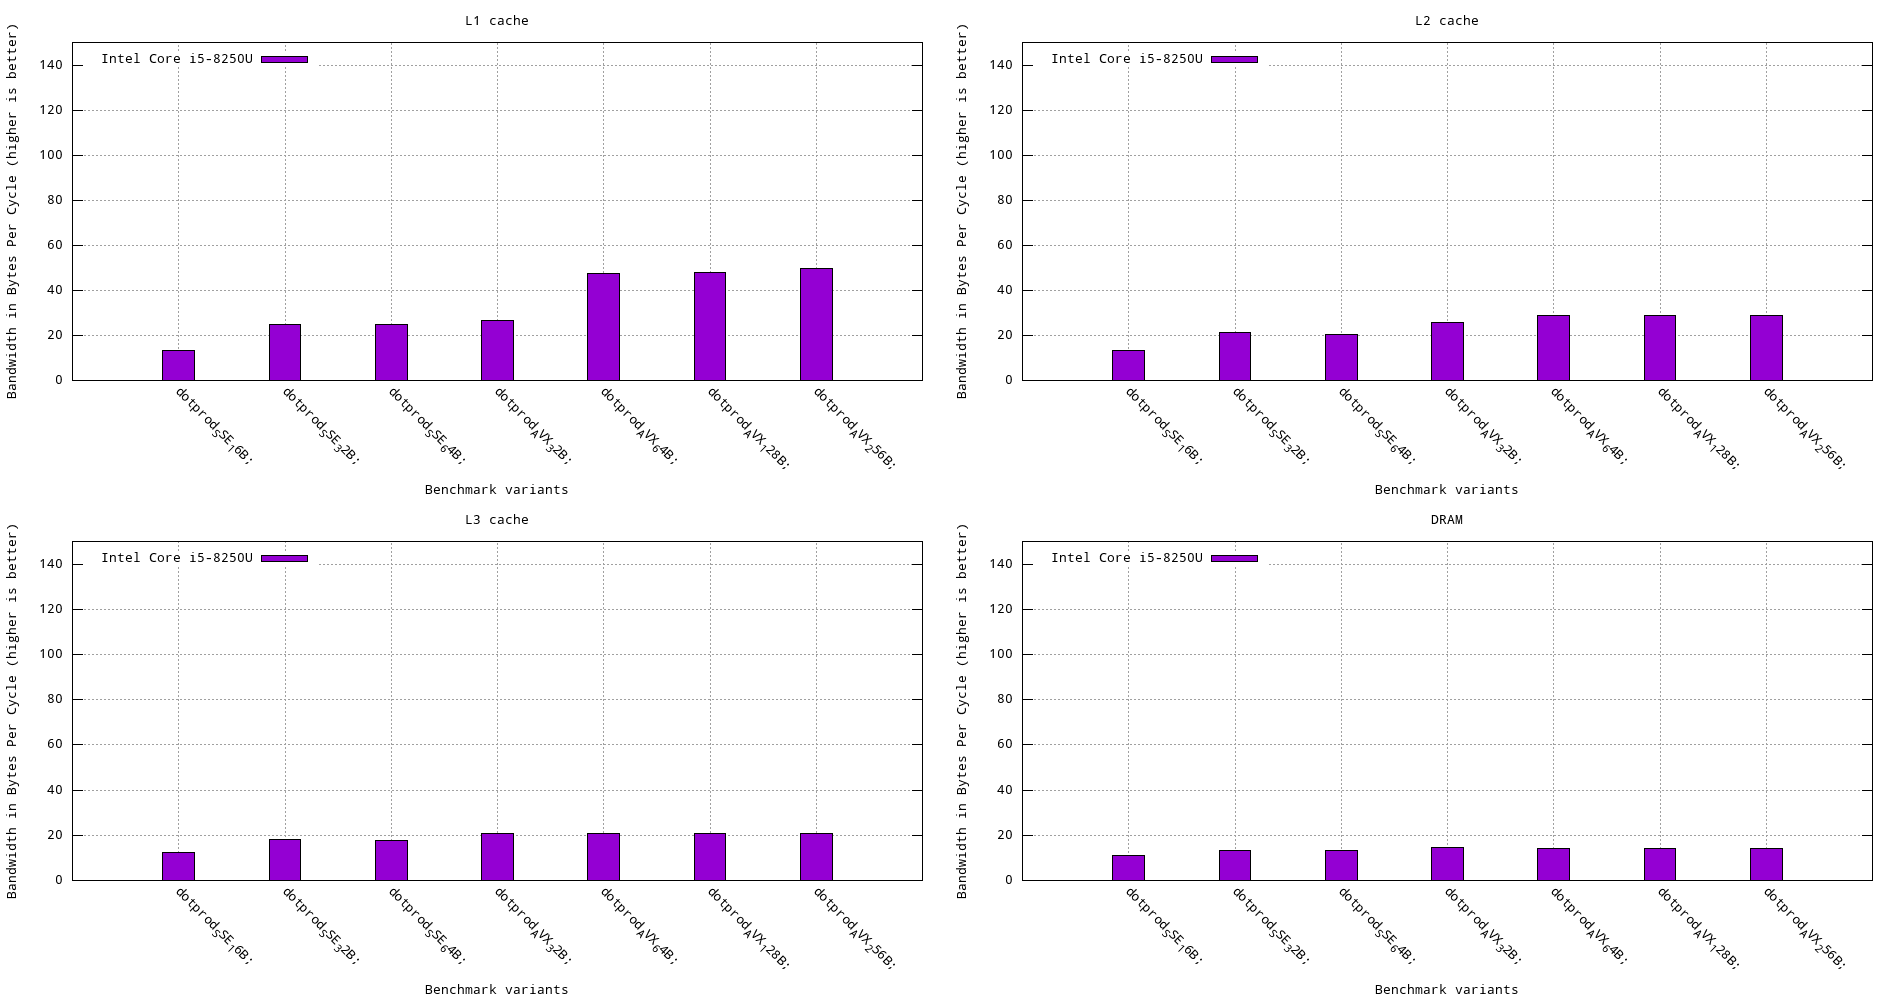 L1 cache
Bandwidth in Bytes Per Cycle (higher is better)
Intel Core i5-8250U
140
120
100
80
60
40
20
0
dotprod_SSE_16B;
dotprod_SSE_32B;
dotprod_SSE_64B;
dotprod_AVX_32B;
dotprod_AVX_64B;
dotprod_AVX_128B;
dotprod_AVX_256B;
Benchmark variants
L2 cache
Bandwidth in Bytes Per Cycle (higher is better)
Intel Core i5-8250U
140
120
100
80
60
40
20
0
dotprod_SSE_16B;
dotprod_SSE_32B;
dotprod_SSE_64B;
dotprod_AVX_32B;
dotprod_AVX_64B;
dotprod_AVX_128B;
dotprod_AVX_256B;
Benchmark variants
L3 cache
Bandwidth in Bytes Per Cycle (higher is better)
Intel Core i5-8250U
140
120
100
80
60
40
20
0
dotprod_SSE_16B;
dotprod_SSE_32B;
dotprod_SSE_64B;
dotprod_AVX_32B;
dotprod_AVX_64B;
dotprod_AVX_128B;
dotprod_AVX_256B;
Benchmark variants
DRAM
Bandwidth in Bytes Per Cycle (higher is better)
Intel Core i5-8250U
140
120
100
80
60
40
20
0
dotprod_SSE_16B;
dotprod_SSE_32B;
dotprod_SSE_64B;
dotprod_AVX_32B;
dotprod_AVX_64B;
dotprod_AVX_128B;
dotprod_AVX_256B;
Benchmark variants